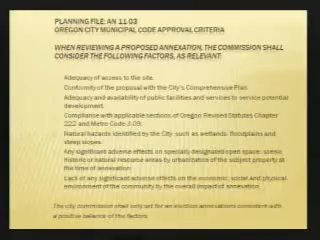 PLANNING FILE: AN 11-03
OREGON CITY MUNICIPAL CODE APPROVAL CRITERIA
WHEN REVIEWING A PROPOSED ANNEXATION, THE COMMISSION SHALL
CONSIDER THE FOLLOWING FACTORS, AS RELEVANT:
Adequacy of access to the site.
Conformity of the proposal with the City's Comprehensive Plan
Adequacy and availability of public facilities and services to service potential
development.
Compliance with applicable sections of Oregon Revised Statutes Chapter
222 and Metro Code 3.09.
Natural hazards identified by the City, such as wetlands, floodplains and
steep slopes.
Any significant adverse effects on specially designated open space, scenic,
historic or natural resource areas by urbanization of the subject property at
the time of annexation.
Lack of any significant adverse effects on the economic, social and physical
environment of the community by the overall impact of annexation.
The city commission shall only set for an election annexations consistent with
a positive balance of the factors